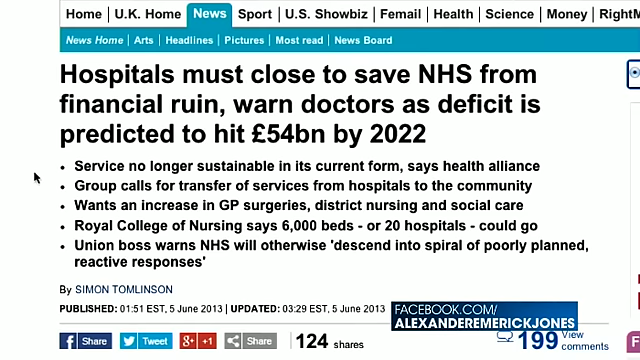 Home U.K. Home News Sport U.S. Showbiz Femail Health Science Money RightM
News Home Arts Headlines Pictures Most read News Board
Hospitals must close to save NHS from
financial ruin, warn doctors as deficit is
predicted to hit £54bn by 2022
• Service no longer sustainable in its current form, says health alliance
• Group calls for transfer of services from hospitals to the community
• Wants an increase in GP surgeries, district nursing and social care
• Royal College of Nursing says 6,000 beds - or 20 hospitals - could go
• Union boss warns NHS will otherwise 'descend into spiral of poorly planned,
reactive responses'
By SIMON TOMLINSON
PUBLISHED: 01:51 EST, 5 June 2013 | UPDATED: 03:29 EST, 5 June 2013
FACEBOOK.COM/
ALEXANDEREMERICKJONES
f Share Tweet g +1 Share 124 shares 199 View
comments
F